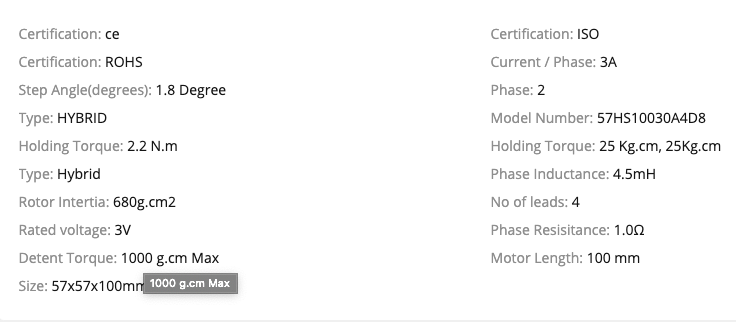 Certification: ce
Certification: ROHS
Step Angle(degrees): 1.8 Degree
Type: HYBRID
Holding Torque: 2.2 N.m
Type: Hybrid
Rotor Intertia: 680g.cm2
Rated voltage: 3V
Detent Torque: 1000 g.cm Max
Size: 57x57x100mm
1000 g.cm Max
Certification: ISO
Current / Phase: 3A
Phase: 2
Model Number: 57HS10030A4D8
Holding Torque: 25 Kg.cm, 25Kg.cm
Phase Inductance: 4.5mH
No of leads: 4
Phase Resisitance: 1.0Ω
Motor Length: 100 mm